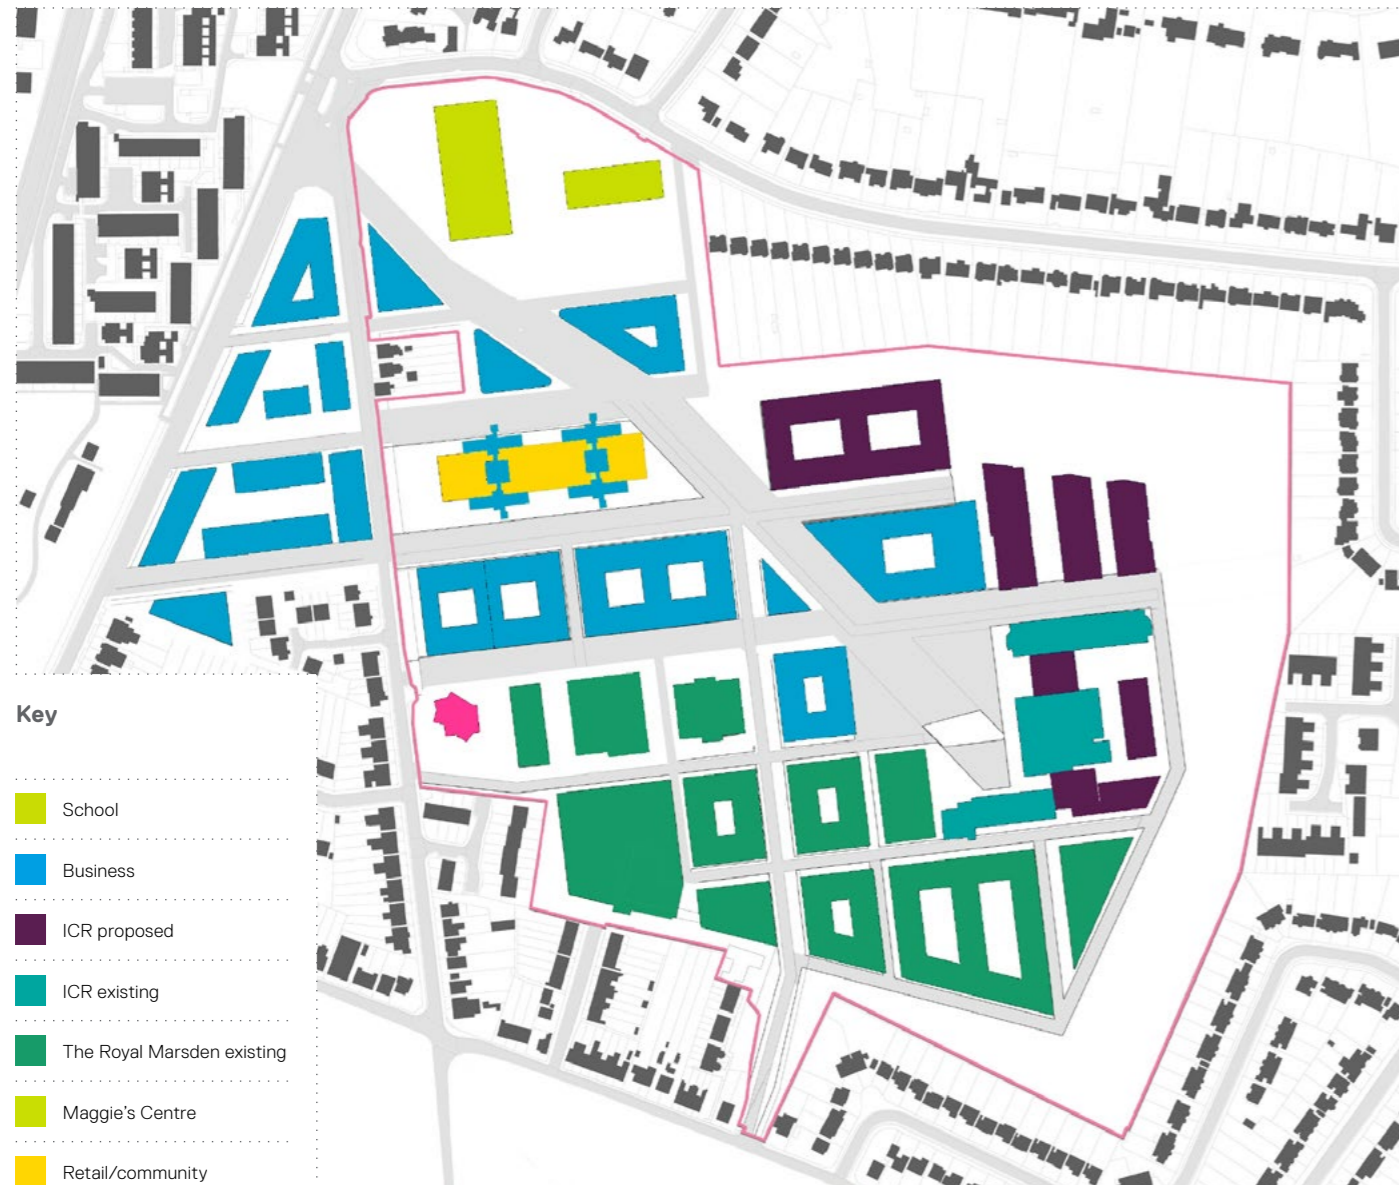 Key
School
Business
ICR proposed
ICR existing
The Royal Marsden existing
Maggie's Centre
Retail/community